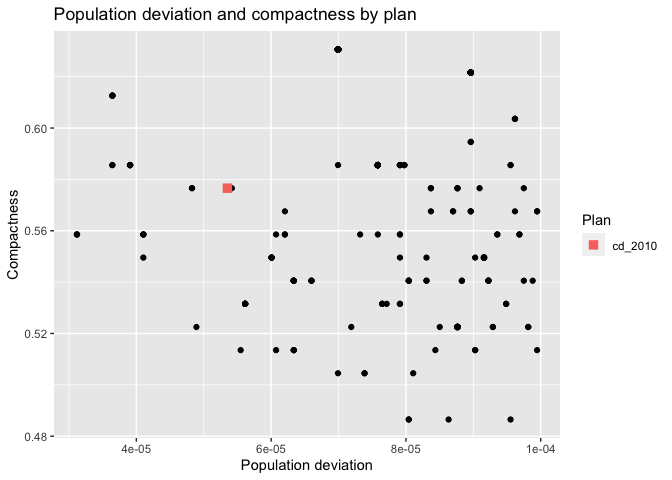 Population deviation and compactness by plan
Compactness
0.60
0.56
0.52
0.48
4e-05 6e-05 8e-05 1e-04
Population deviation
Plan
cd_2010